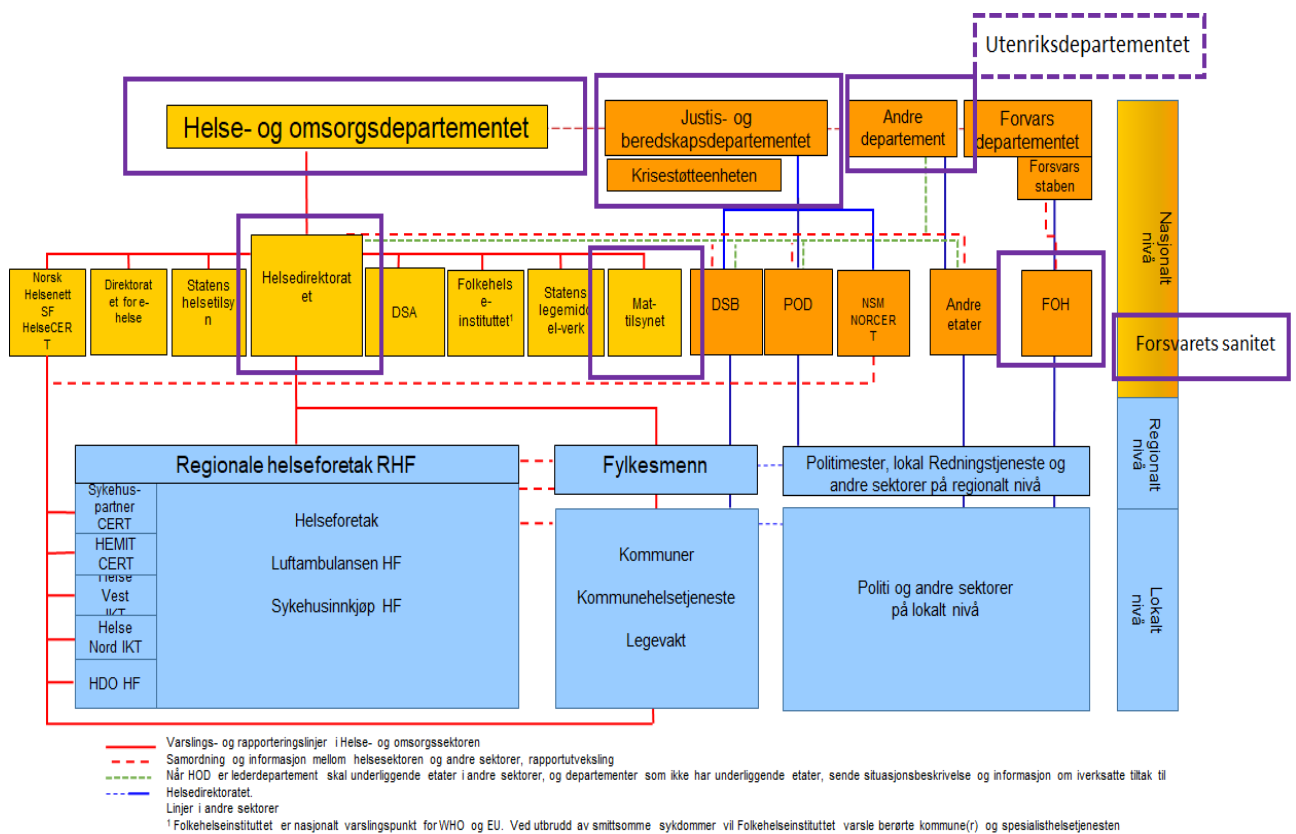 Utenriksdepartementet
Helse- og omsorgsdepartementet
Justis- og
beredskapsdepartementet
Krisestøtteenheten
Andre
departement
Forvars
departementet
Forsvars
staben
Nasjonalt
nivå
Norsk
Helsenett
SF
HelseCER
T
Direktorat
et for e-
helse
Statens
helsetilsy
n
Helsedirektorat
et
DSA
Folkehels
e-
instituttet¹
Statens
legemidd
el-verk
Mat-
tilsynet
DSB
POD
NSM
NORCER
T
Andre
etater
FOH
Forsvarets sanitet
Regionale helseforetak RHF
Fylkesmenn
Politimester, lokal Redningstjeneste og
andre sektorer på regionalt nivå
Regionalt
nivå
Sykehus-
partner
CERT
HEMIT
CERT
Helse
Vest
IKT
Helse
Nord IKT
HDO HF
Helseforetak
Luftambulansen HF
Sykehusinnkjøp HF
Kommuner
Kommunehelsetjeneste
Legevakt
Politi og andre sektorer
på lokalt nivå
Lokalt
nivå
Varslings- og rapporteringslinjer i Helse- og omsorgssektoren
Samordning og informasjon mellom helsesektoren og andre sektorer, rapportutveksling
Når HOD er lederdepartement skal underliggende etater i andre sektorer, og departementer som ikke har underliggende etater, sende situasjonsbeskrivelse og informasjon om iverksatte tiltak til
Helsedirektoratet.
Linjer i andre sektorer
¹ Folkehelseinstituttet er nasjonalt varslingspunkt for WHO og EU. Ved utbrudd av smittsomme sykdommer vil Folkehelseinstituttet varsle berørte kommune(r) og spesialisthelsetjenesten